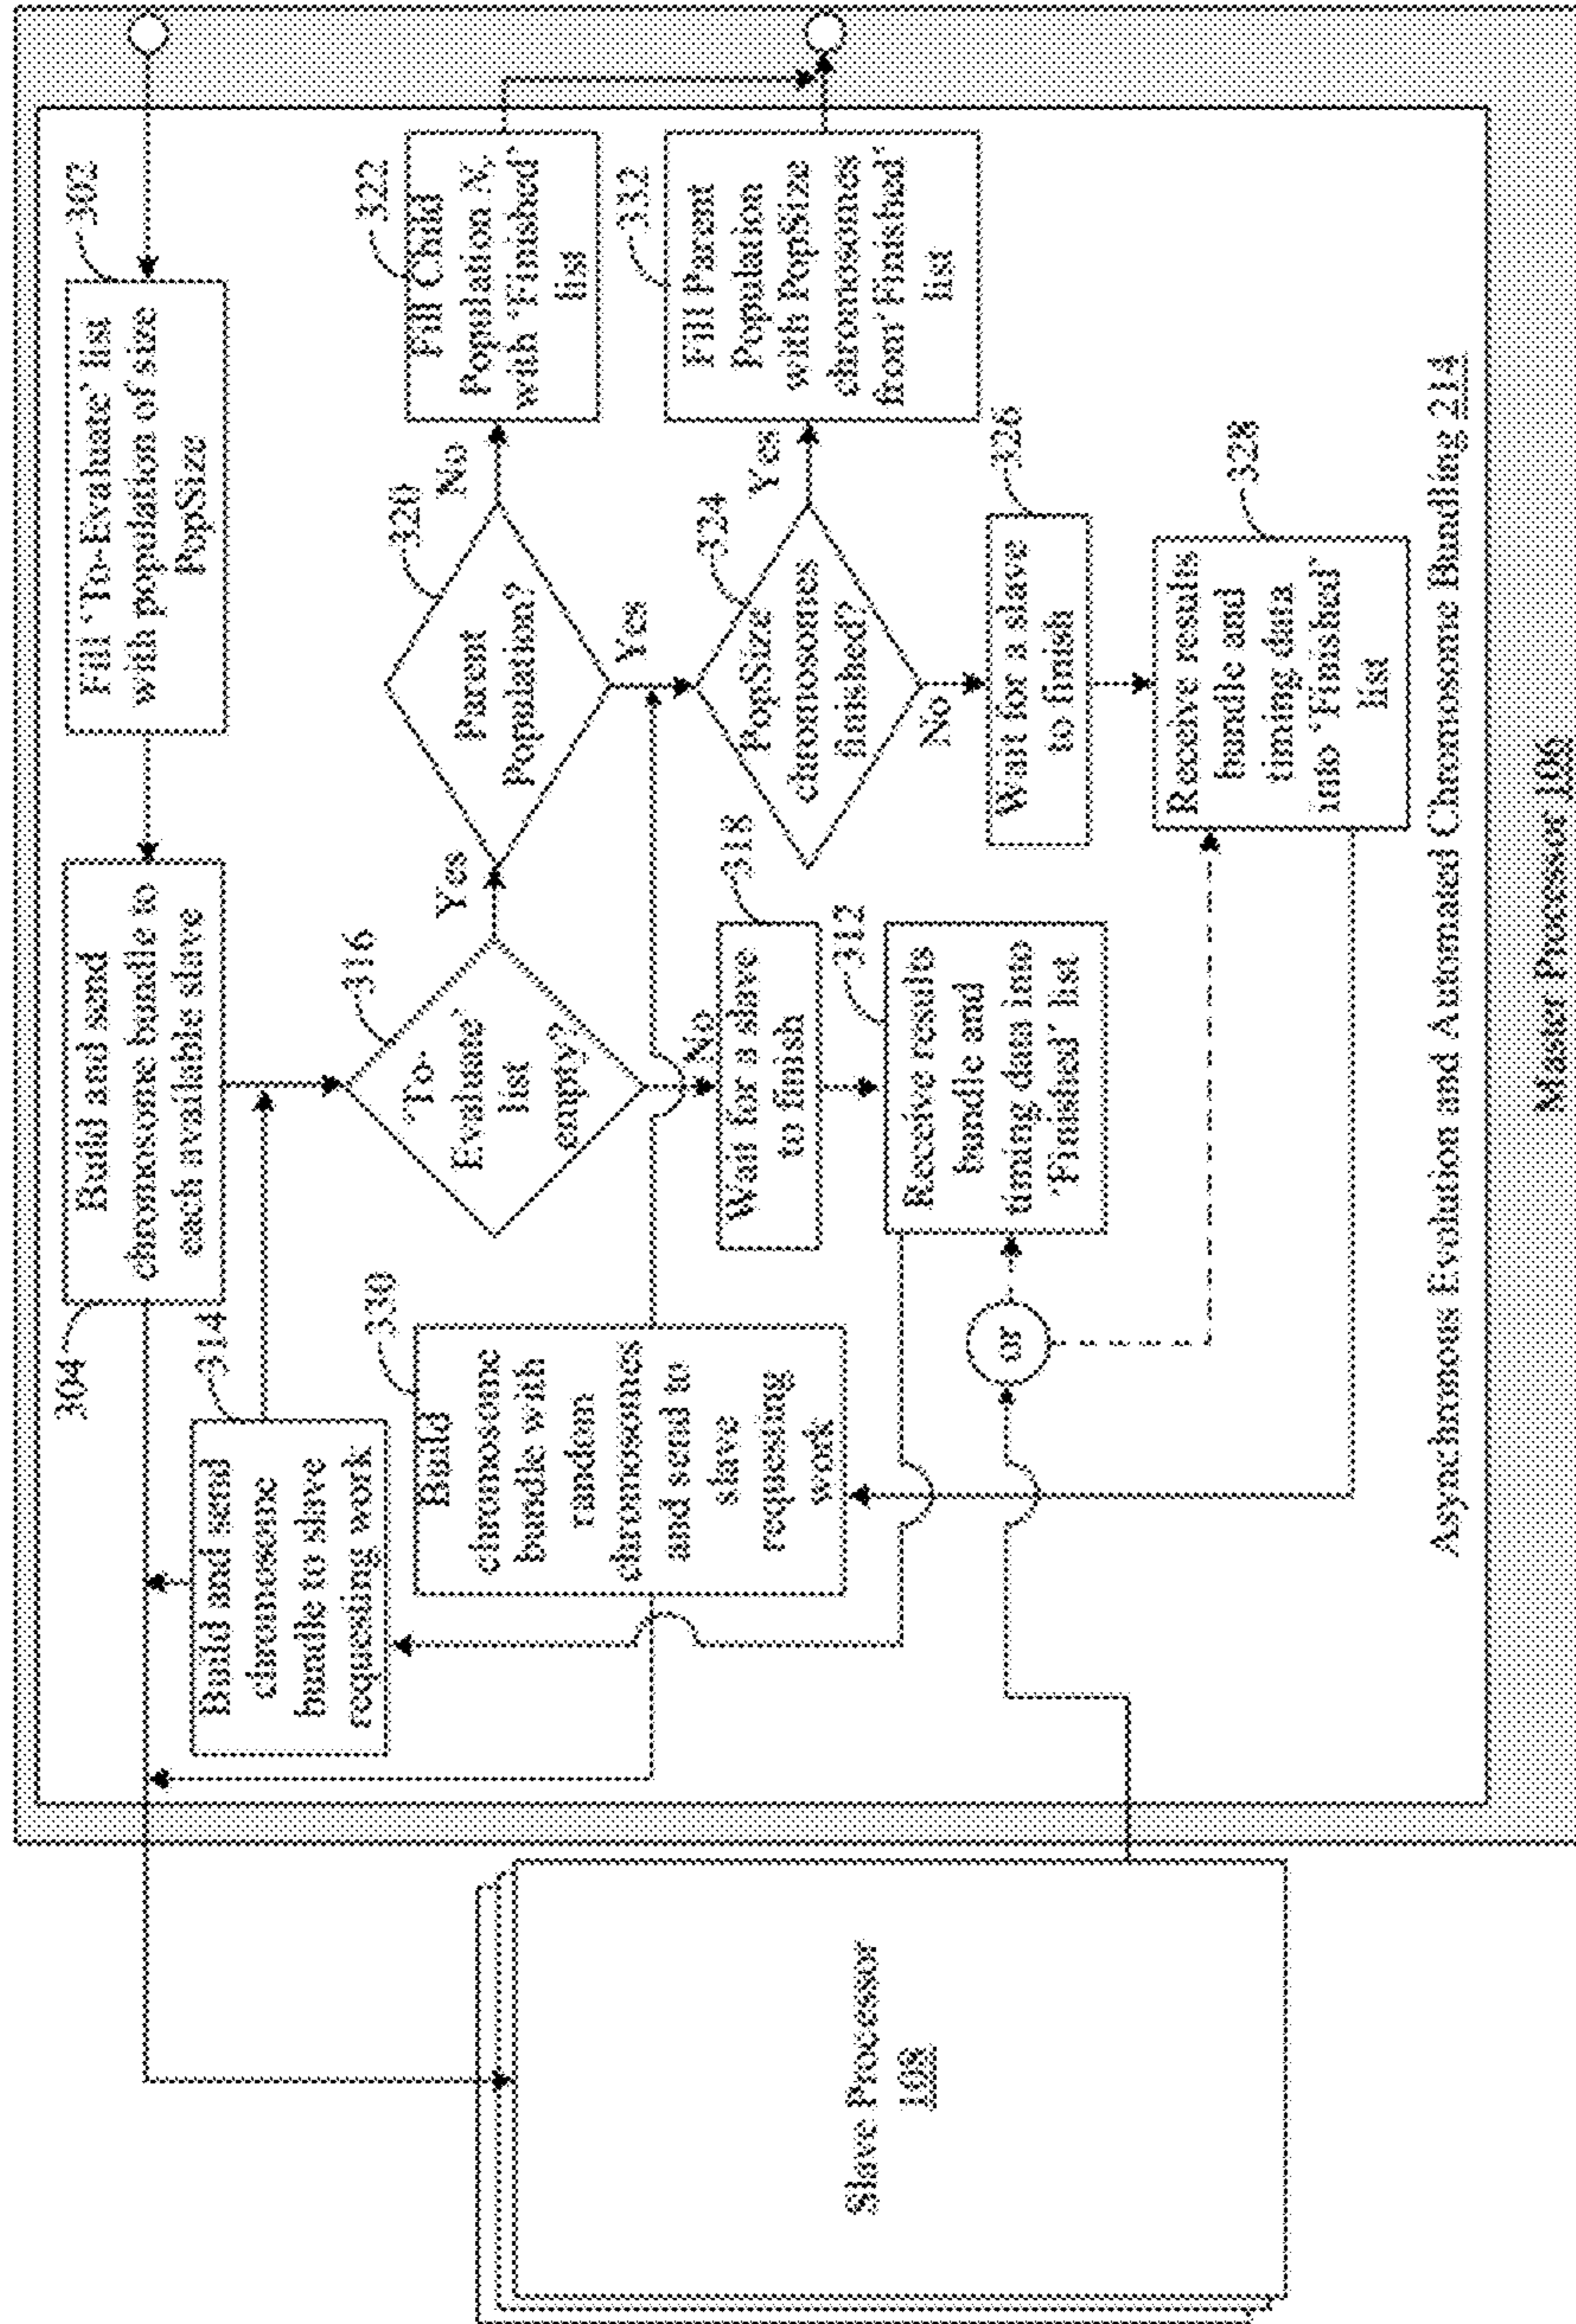 302
Fill 'To-Evaluate' list
with population of size
PopSize
304
Build and send
chromosome bundle to
each available slave
314
Build and send
chromosome
bundle to slave
requesting work
316
'To-
Evaluate'
list
empty?
Yes
No
320
Parent
Population?
No
Yes
322
Fill Child
Population N,
with 'Finished'
list
324
PopSize
chromosomes
finished?
Yes
No
332
Fill Parent
Population
with PopSize
chromosomes
from 'Finished'
list
318
Wait for a slave
to finish
312
Receive results
bundle and
timing data into
'Finished' list
326
Wait for a slave
to finish
328
Receive results
bundle and
timing data
into 'Finished'
list
330
Build
chromosome
bundle with
random
chromosomes
and send to
slave
requesting
work
or
Asynchronous Evolution and Automated Chromosome Bundling 214
Master Processor 106
Slave Processor
108